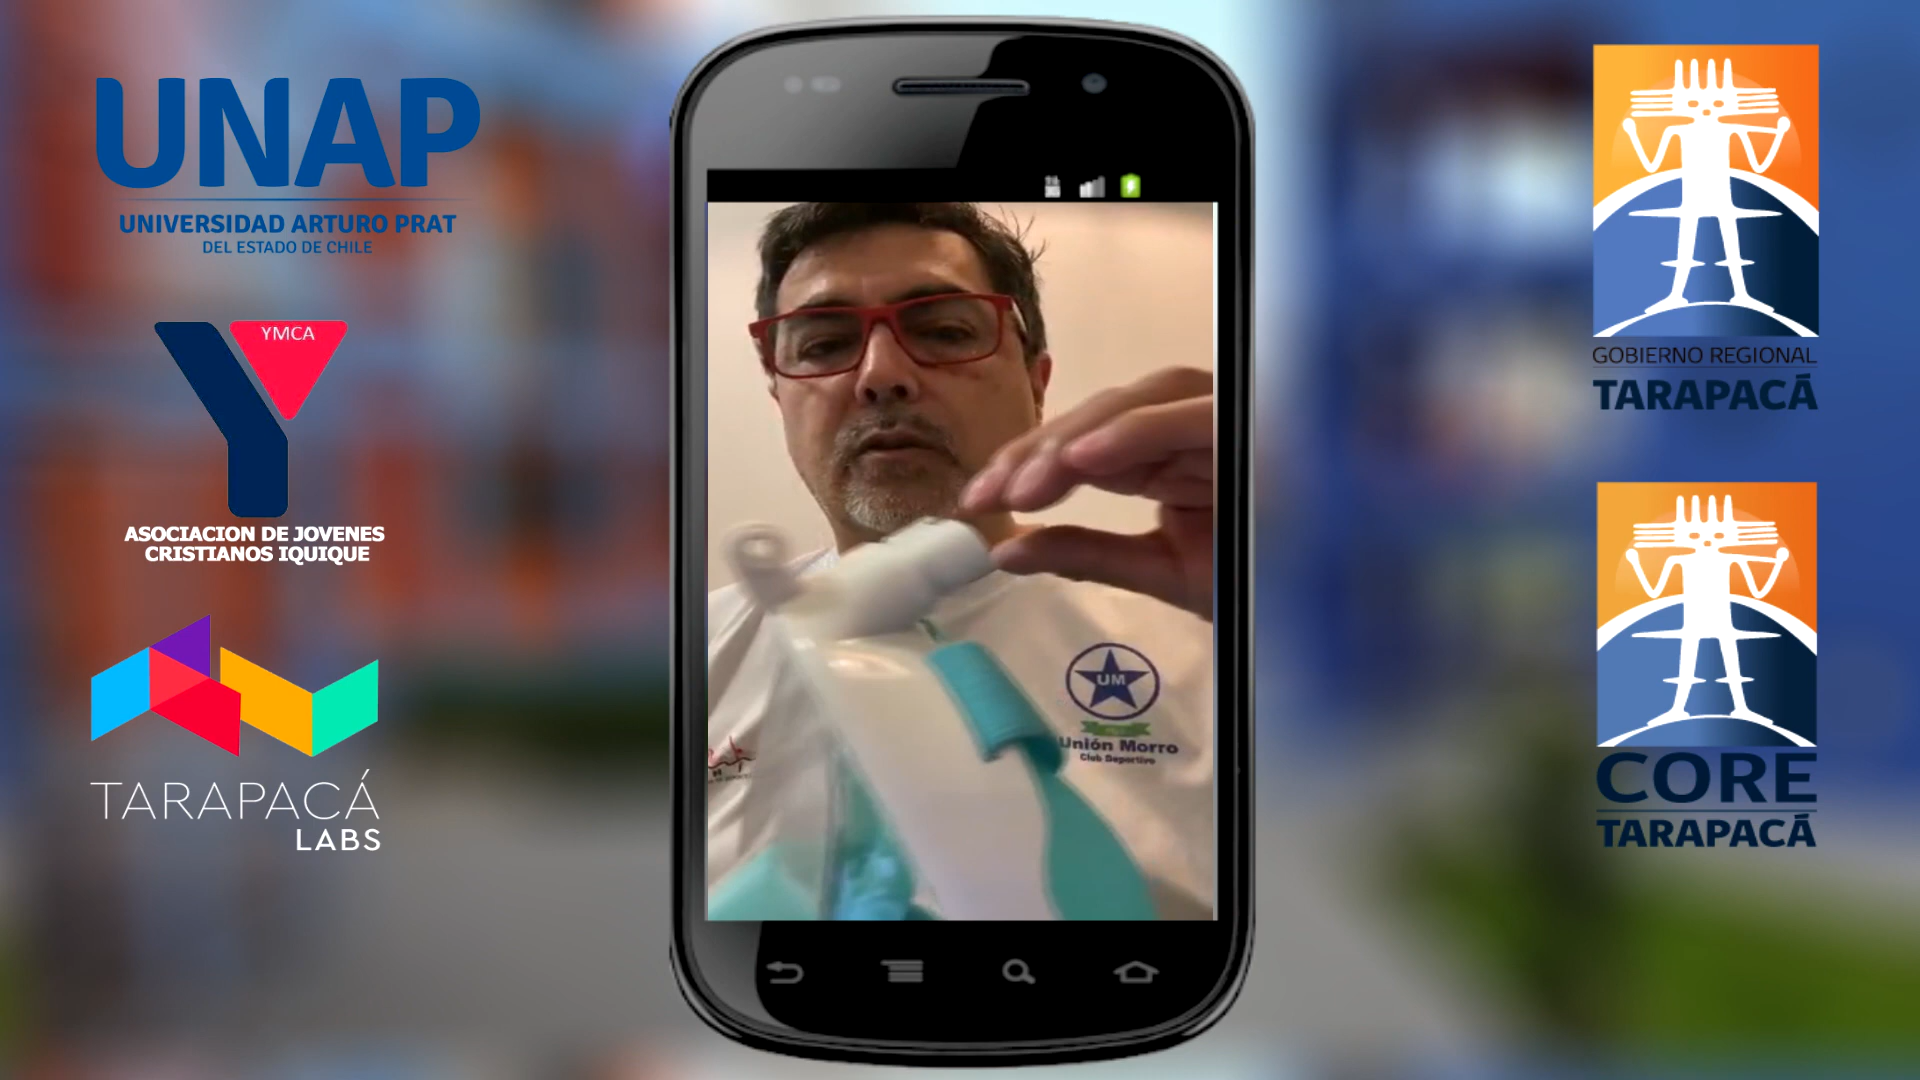 UNAP
UNIVERSIDAD ARTURO PRAT
DEL ESTADO DE CHILE
YMCA
ASOCIACION DE JOVENES
CRISTIANOS IQUIQUE
TARAPACÁ
LABS
UM
Unión Morro
Club Deportivo
GOBIERNO REGIONAL
TARAPACÁ
CORE
TARAPACÁ